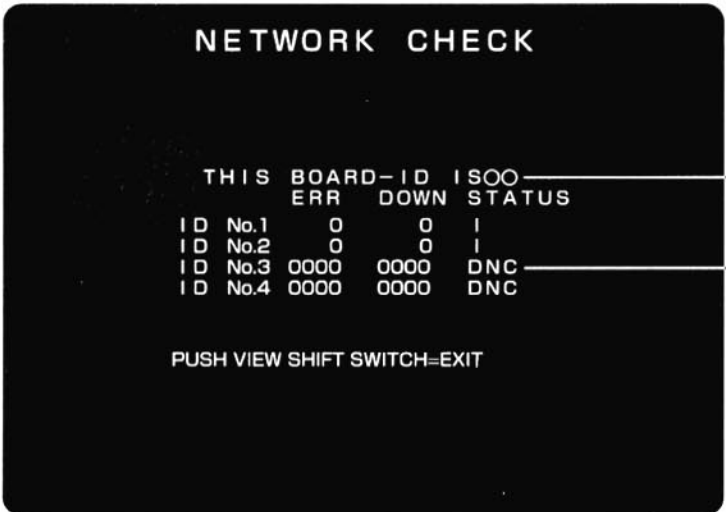 NETWORK CHECK
THIS BOARD-ID IS○○
ERR DOWN STATUS
ID No.1 0 0 I
ID No.2 0 0 I
ID No.3 0000 0000 DNC
ID No.4 0000 0000 DNC
PUSH VIEW SHIFT SWITCH=EXIT